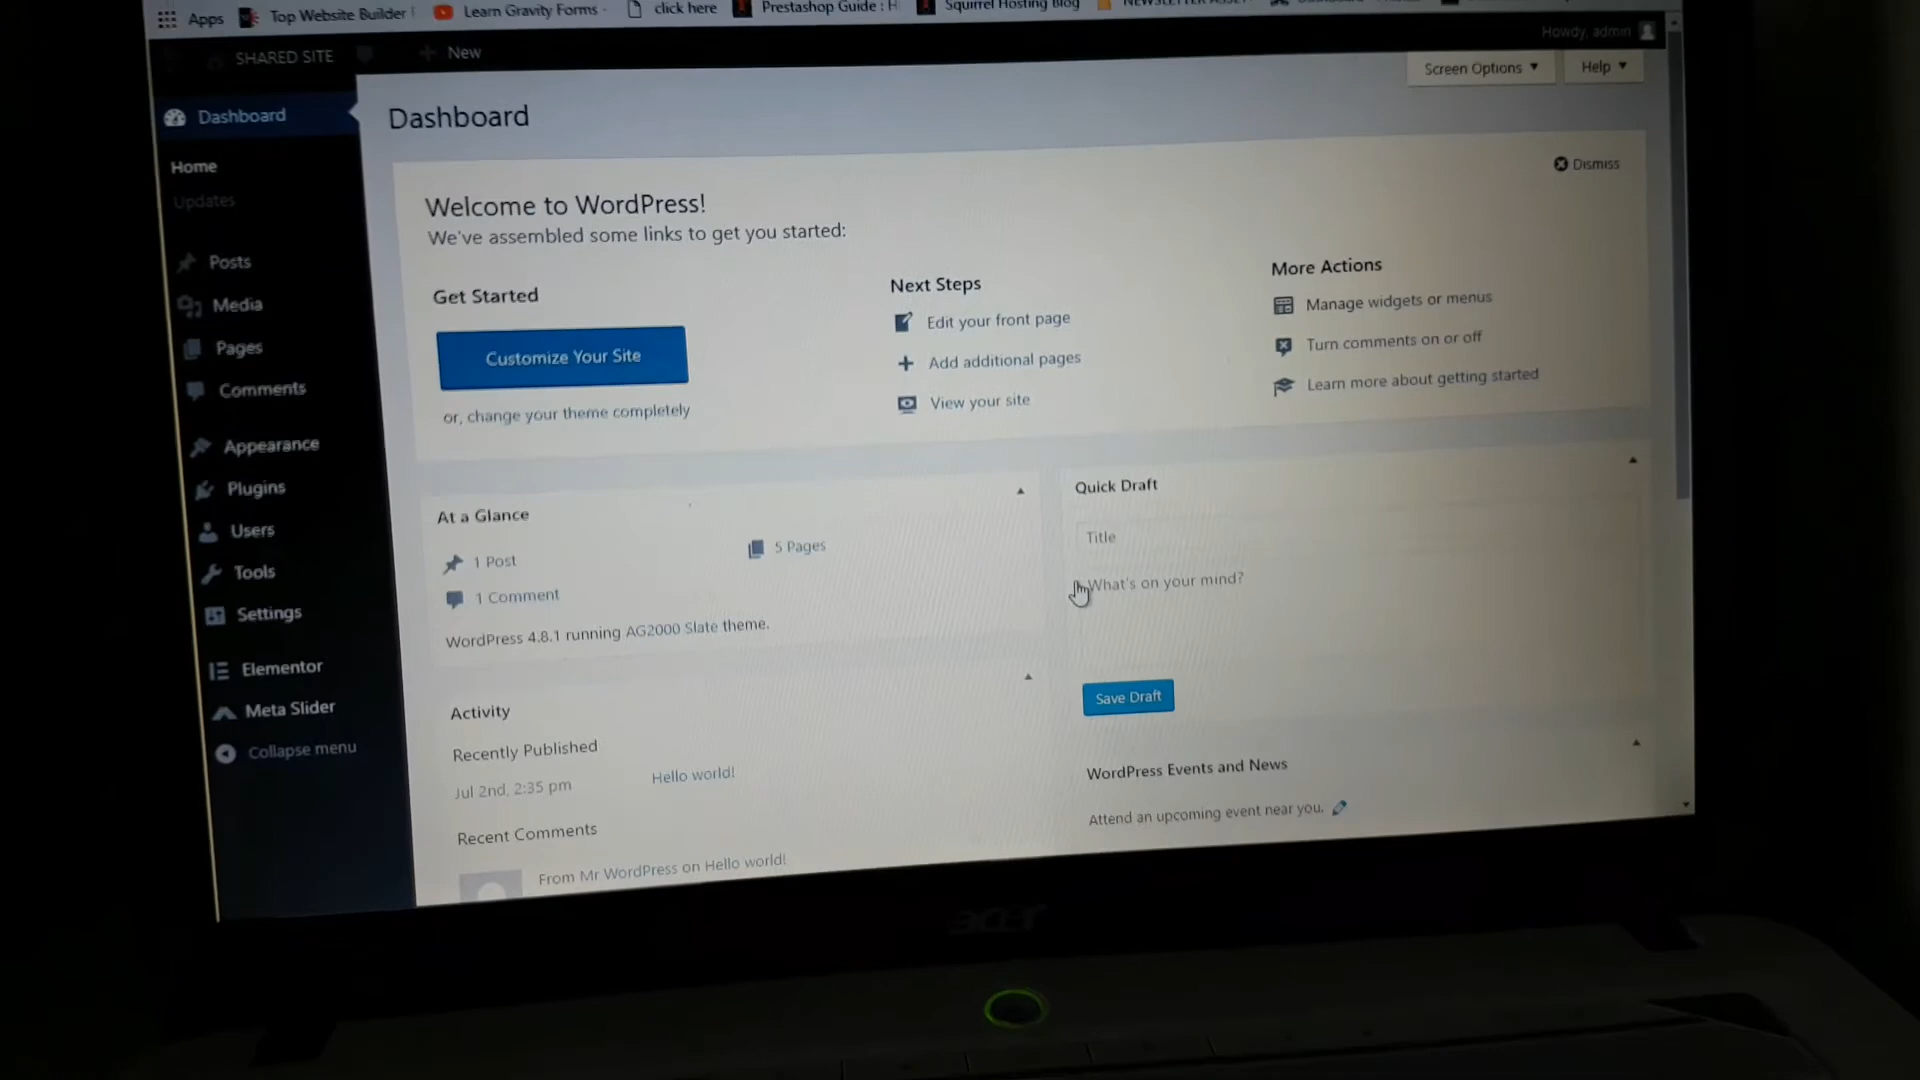 Apps Top Website Builder Learn Gravity Forms - click here Prestashop Guide : H Squirrel Hosting Blog
SHARED SITE New Howdy, admin
Screen Options Help
Dashboard
Home
Updates
Posts
Media
Pages
Comments
Appearance
Plugins
Users
Tools
Settings
Elementor
Meta Slider
Collapse menu
Dashboard
Dismiss
Welcome to WordPress!
We've assembled some links to get you started:
Get Started
Customize Your Site
or, change your theme completely
Next Steps
Edit your front page
Add additional pages
View your site
More Actions
Manage widgets or menus
Turn comments on or off
Learn more about getting started
At a Glance
1 Post 5 Pages
1 Comment
WordPress 4.8.1 running AG2000 Slate theme.
Activity
Recently Published
Jul 2nd, 2:35 pm Hello world!
Recent Comments
From Mr WordPress on Hello world!
Quick Draft
Title
What's on your mind?
Save Draft
WordPress Events and News
Attend an upcoming event near you.
acer